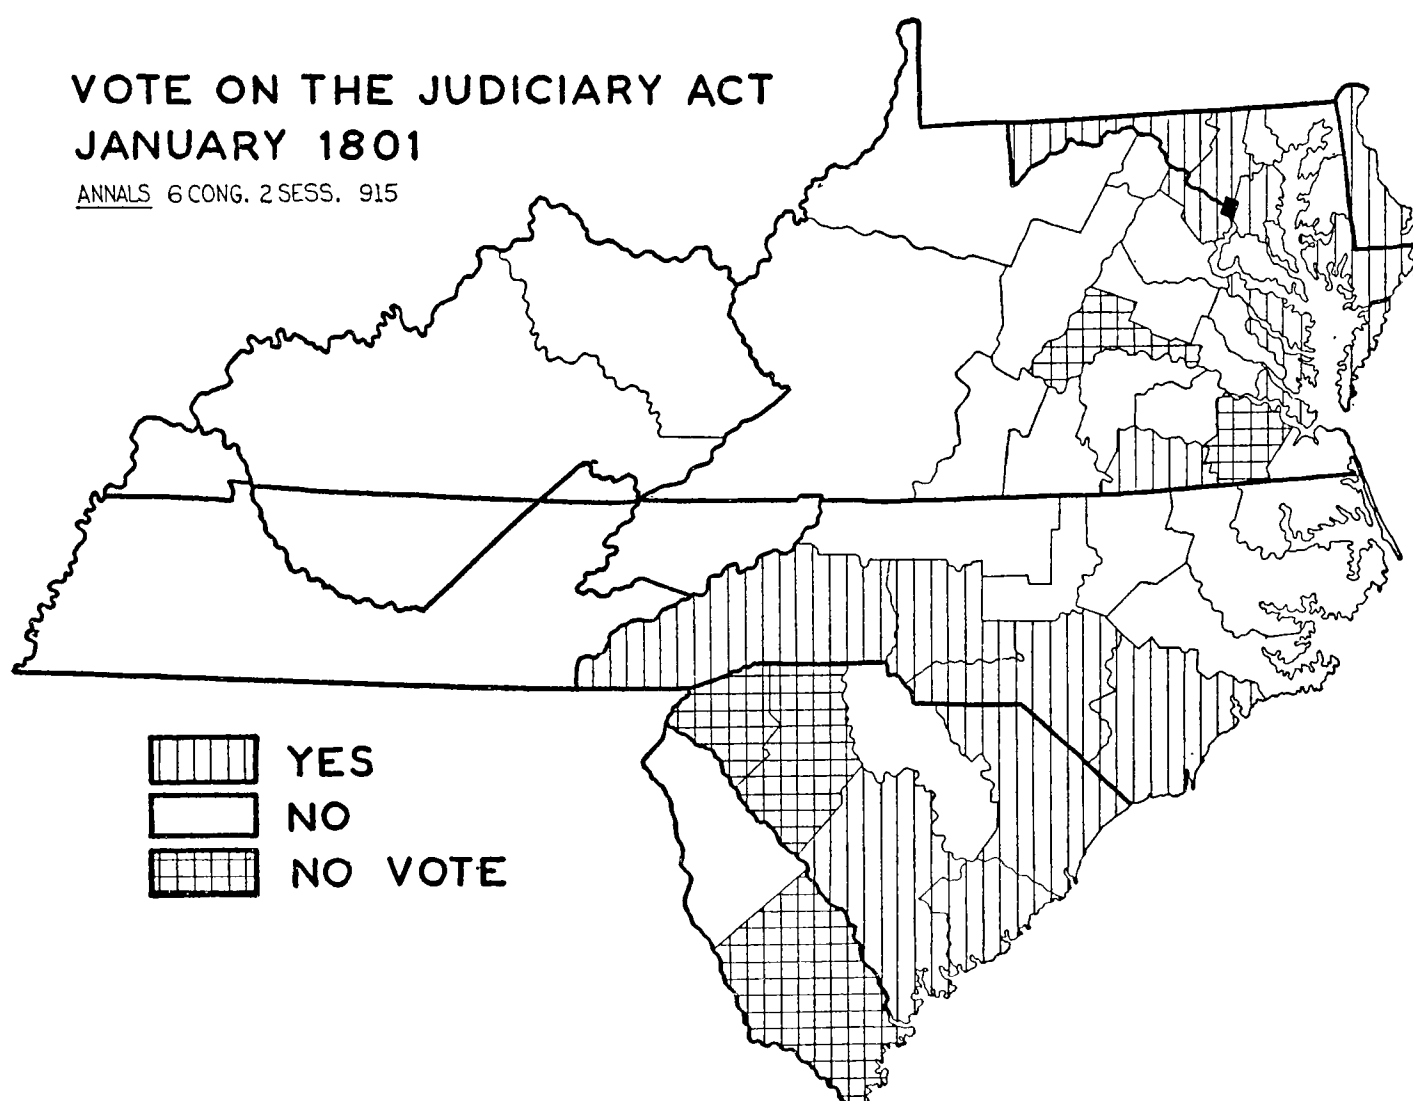 VOTE ON THE JUDICIARY ACT
JANUARY 1801
ANNALS 6 CONG. 2 SESS. 915
YES
NO
NO VOTE